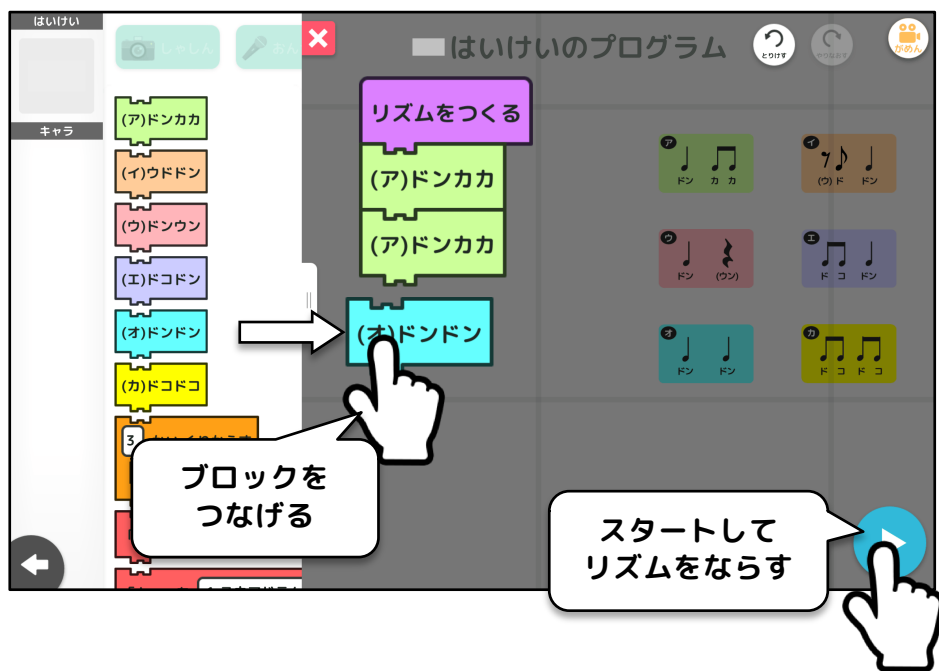 はいけい
しゃしん
はいけいのプログラム
とりけす
やりなおす
がめん
キャラ
リズムをつくる
(ア)ドンカカ
(イ)ウドドン
(ウ)ドンウン
(エ)ドコドン
(オ)ドンドン
(カ)ドコドコ
3
(ア)ドンカカ
(ア)ドンカカ
(オ)ドンドン
ア
ドン カ カ
イ
(ウ) ド ドン
ウ
ドン (ウン)
エ
ド コ ドン
オ
ドン ドン
カ
ド コ ド コ
ブロックを
つなげる
スタートして
リズムをならす